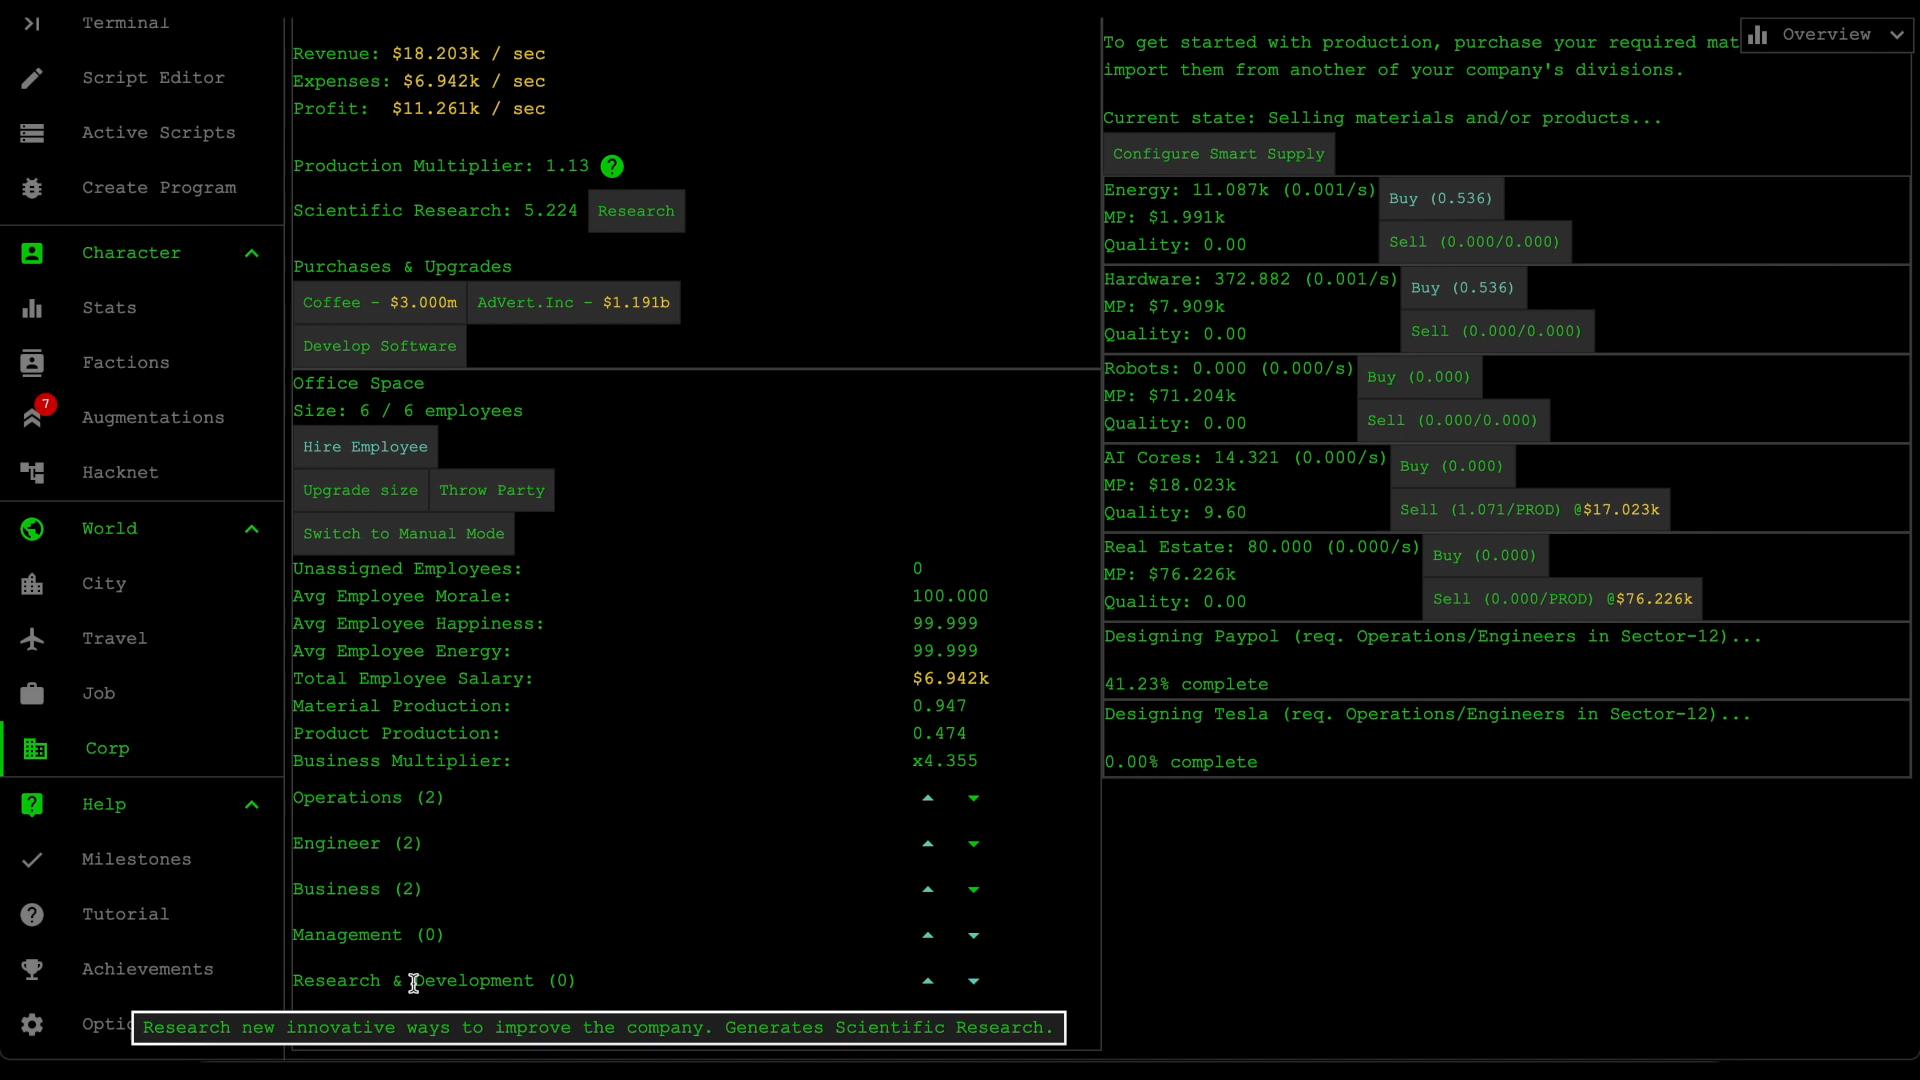 Terminal
Script Editor
Active Scripts
Create Program
Character
Stats
Factions
7
Augmentations
Hacknet
World
City
Travel
Job
Corp
Help
Milestones
Tutorial
Achievements
Optio
Revenue: $18.203k / sec
Expenses: $6.942k / sec
Profit: $11.261k / sec
Production Multiplier: 1.13 ?
Scientific Research: 5.224 Research
Purchases & Upgrades
Coffee - $3.000m AdVert.Inc - $1.191b
Develop Software
Office Space
Size: 6 / 6 employees
Hire Employee
Upgrade size Throw Party
Switch to Manual Mode
Unassigned Employees: 0
Avg Employee Morale: 100.000
Avg Employee Happiness: 99.999
Avg Employee Energy: 99.999
Total Employee Salary: $6.942k
Material Production: 0.947
Product Production: 0.474
Business Multiplier: x4.355
Operations (2)
Engineer (2)
Business (2)
Management (0)
Research & Development (0)
Research new innovative ways to improve the company. Generates Scientific Research.
Overview
To get started with production, purchase your required mat
import them from another of your company's divisions.
Current state: Selling materials and/or products...
Configure Smart Supply
Energy: 11.087k (0.001/s) Buy (0.536)
MP: $1.991k
Quality: 0.00 Sell (0.000/0.000)
Hardware: 372.882 (0.001/s) Buy (0.536)
MP: $7.909k
Quality: 0.00 Sell (0.000/0.000)
Robots: 0.000 (0.000/s) Buy (0.000)
MP: $71.204k
Quality: 0.00 Sell (0.000/0.000)
AI Cores: 14.321 (0.000/s) Buy (0.000)
MP: $18.023k
Quality: 9.60 Sell (1.071/PROD) @$17.023k
Real Estate: 80.000 (0.000/s) Buy (0.000)
MP: $76.226k
Quality: 0.00 Sell (0.000/PROD) @$76.226k
Designing Paypol (req. Operations/Engineers in Sector-12)...
41.23% complete
Designing Tesla (req. Operations/Engineers in Sector-12)...
0.00% complete